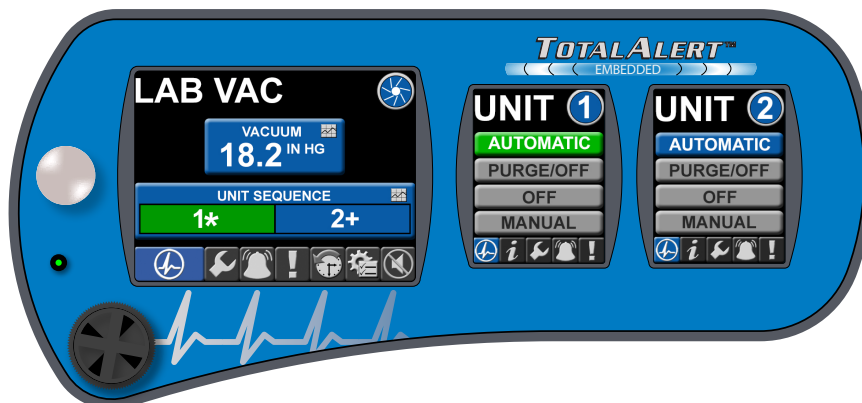 TOTALALERT™
EMBEDDED
LAB VAC
VACUUM
18.2 IN HG
UNIT SEQUENCE
1* 2+
UNIT 1
AUTOMATIC
PURGE/OFF
OFF
MANUAL
i !
UNIT 2
AUTOMATIC
PURGE/OFF
OFF
MANUAL
i !